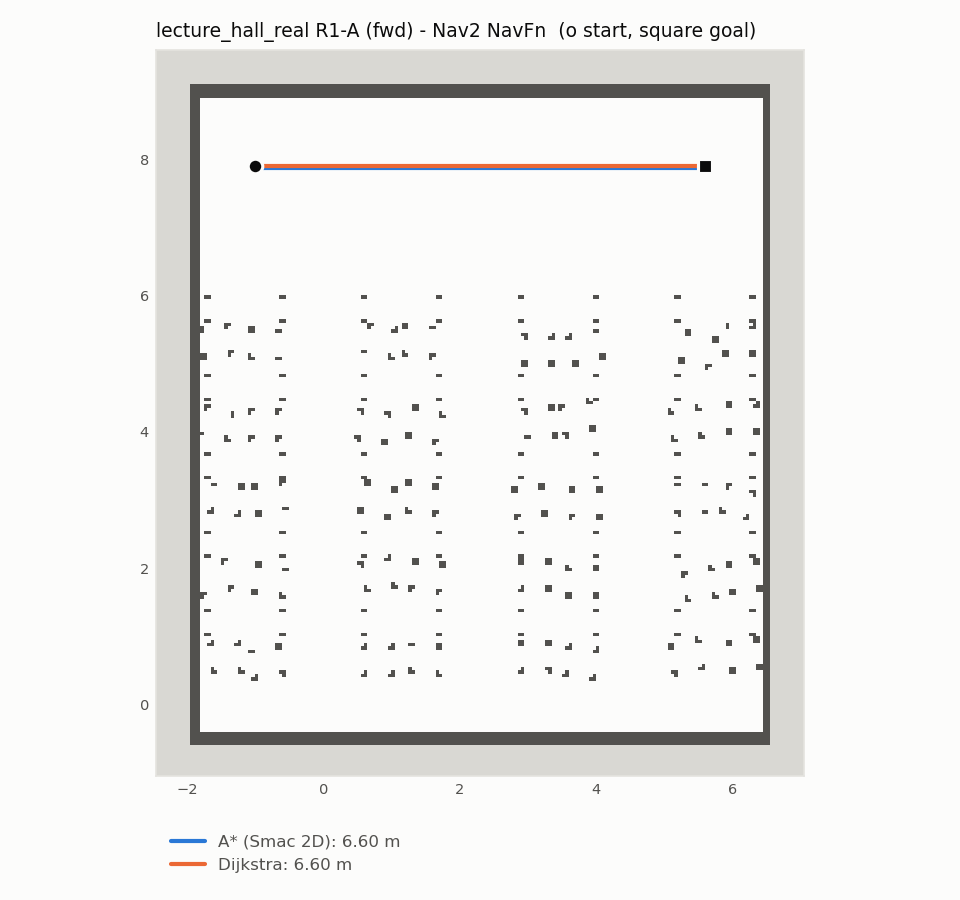 lecture_hall_real R1-A (fwd) - Nav2 NavFn  (o start, square goal)
8
6
4
2
0
−2 0 2 4 6
A* (Smac 2D): 6.60 m
Dijkstra: 6.60 m